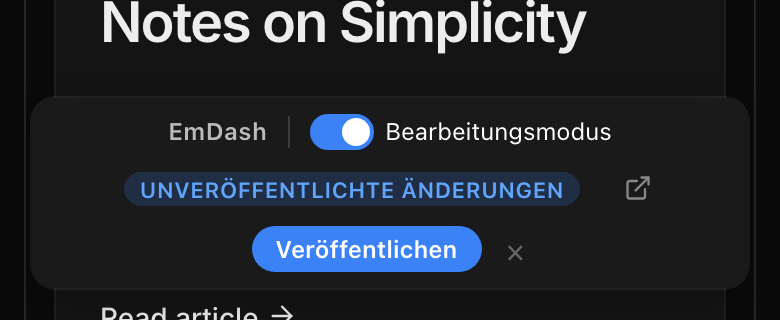 Notes on Simplicity
EmDash Bearbeitungsmodus
UNVERÖFFENTLICHTE ÄNDERUNGEN
Veröffentlichen ×
Read article →